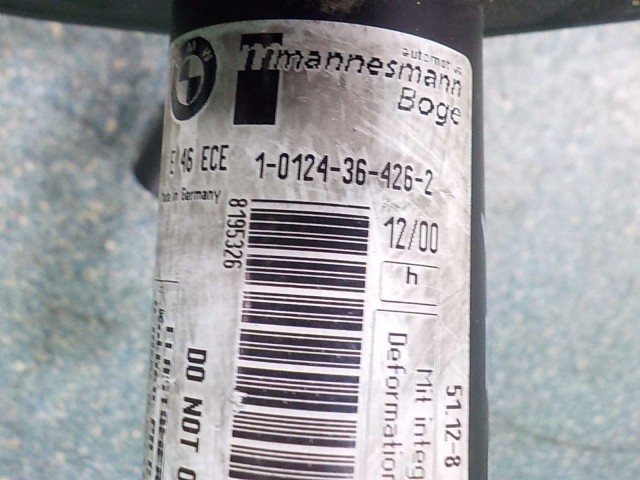 BMW
mannesmann
Boge
E 46 ECE 1-0124-36-426-2
Made in Germany
8195326
12/00
h
DO NOT
Mit integ
Deformation
51.12-8